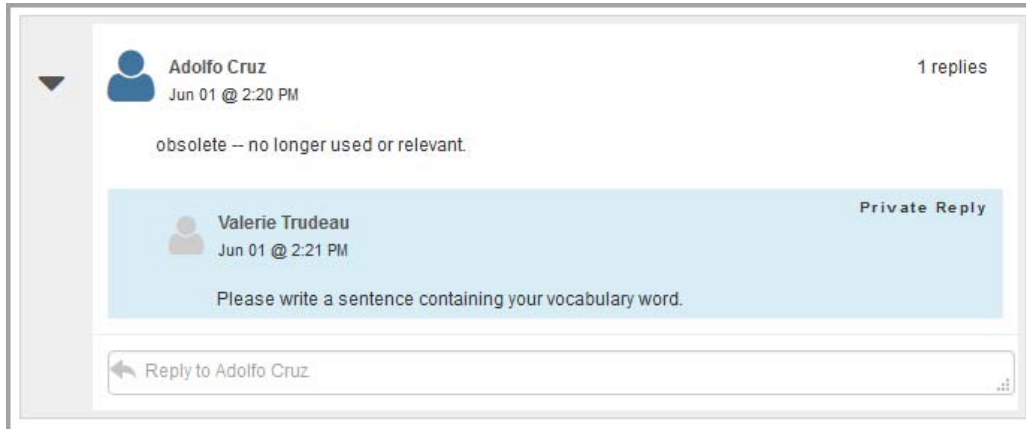 Adolfo Cruz
1 replies
Jun 01 @ 2:20 PM
obsolete -- no longer used or relevant.
Private Reply
Valerie Trudeau
Jun 01 @ 2:21 PM
Please write a sentence containing your vocabulary word.
Reply to Adolfo Cruz